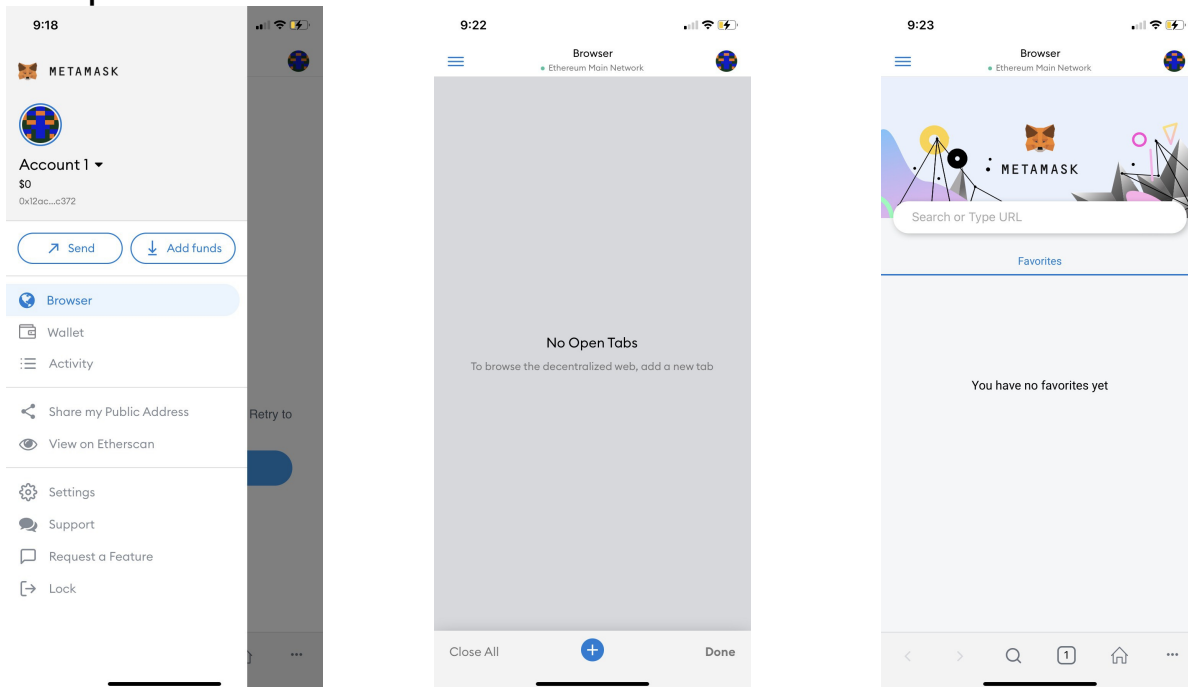 9:18
METAMASK
Account 1
$0
0x12ac...c372
Send
Add funds
Browser
Wallet
Activity
Share my Public Address
View on Etherscan
Settings
Support
Request a Feature
Lock
Retry to
9:22
Browser
Ethereum Main Network
No Open Tabs
To browse the decentralized web, add a new tab
Close All
Done
9:23
Browser
Ethereum Main Network
METAMASK
Search or Type URL
Favorites
You have no favorites yet
1